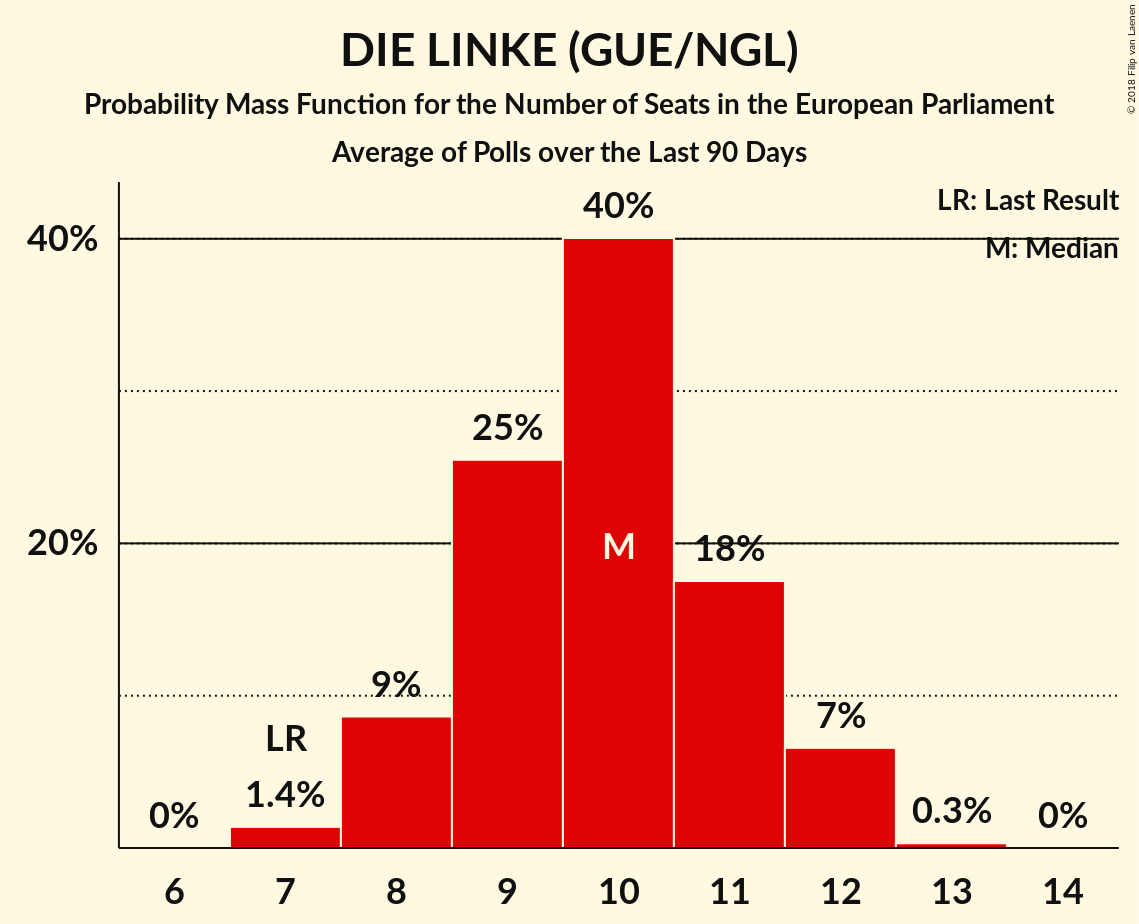 DIE LINKE (GUE/NGL)
Probability Mass Function for the Number of Seats in the European Parliament
Average of Polls over the Last 90 Days
© 2018 Filip van Laenen
LR: Last Result
M: Median
40%
20%
0%
LR
1.4%
9%
25%
40%
M
18%
7%
0.3%
0%
6 7 8 9 10 11 12 13 14